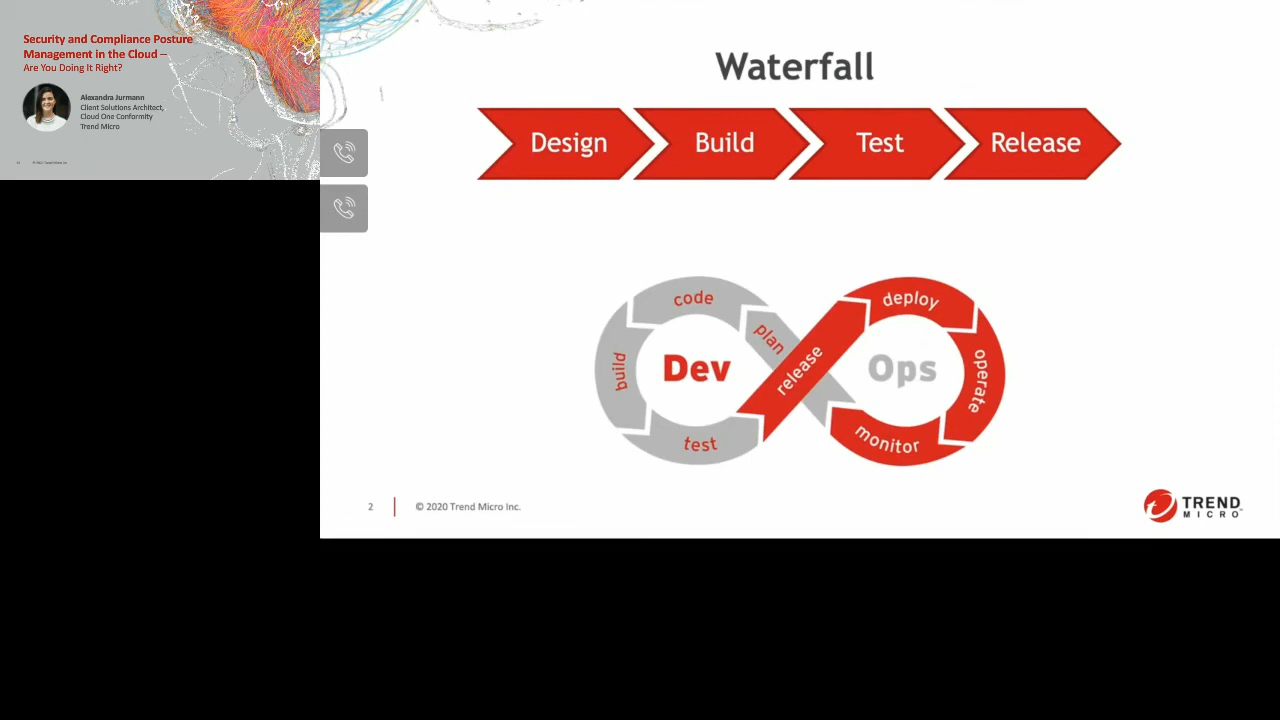 Security and Compliance Posture
Management in the Cloud –
Are You Doing It Right?
Alexandra Jurmann
Client Solutions Architect,
Cloud One Conformity
Trend Micro
Waterfall
Design
Build
Test
Release
code
plan
build
Dev
test
release
deploy
Ops
operate
monitor
2
© 2020 Trend Micro Inc.
TREND
MICRO